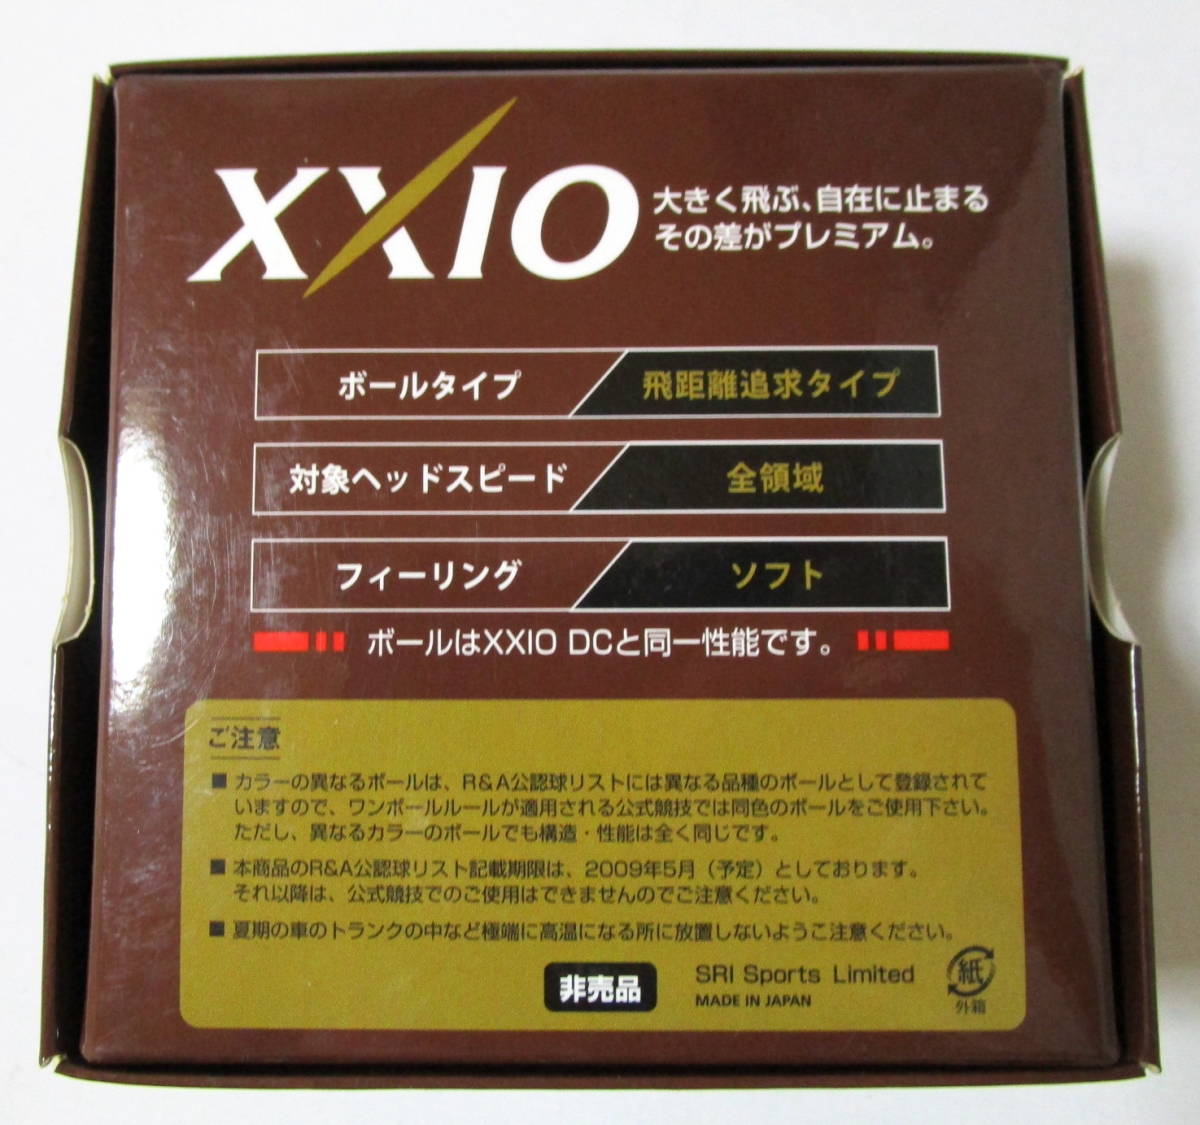 XXIO
大きく飛ぶ、自在に止まる
その差がプレミアム。
ボールタイプ 飛距離追求タイプ
対象ヘッドスピード 全領域
フィーリング ソフト
ボールはXXIO DCと同一性能です。
ご注意
■ カラーの異なるボールは、R&A公認球リストには異なる品種のボールとして登録されて
いますので、ワンボールルールが適用される公式競技では同色のボールをご使用下さい。
ただし、異なるカラーのボールでも構造・性能は全く同じです。
■ 本商品のR&A公認球リスト記載期限は、2009年5月（予定）としております。
それ以降は、公式競技でのご使用はできませんのでご注意ください。
■ 夏期の車のトランクの中など極端に高温になる所に放置しないようご注意ください。
非売品
SRI Sports Limited
MADE IN JAPAN
紙
外箱